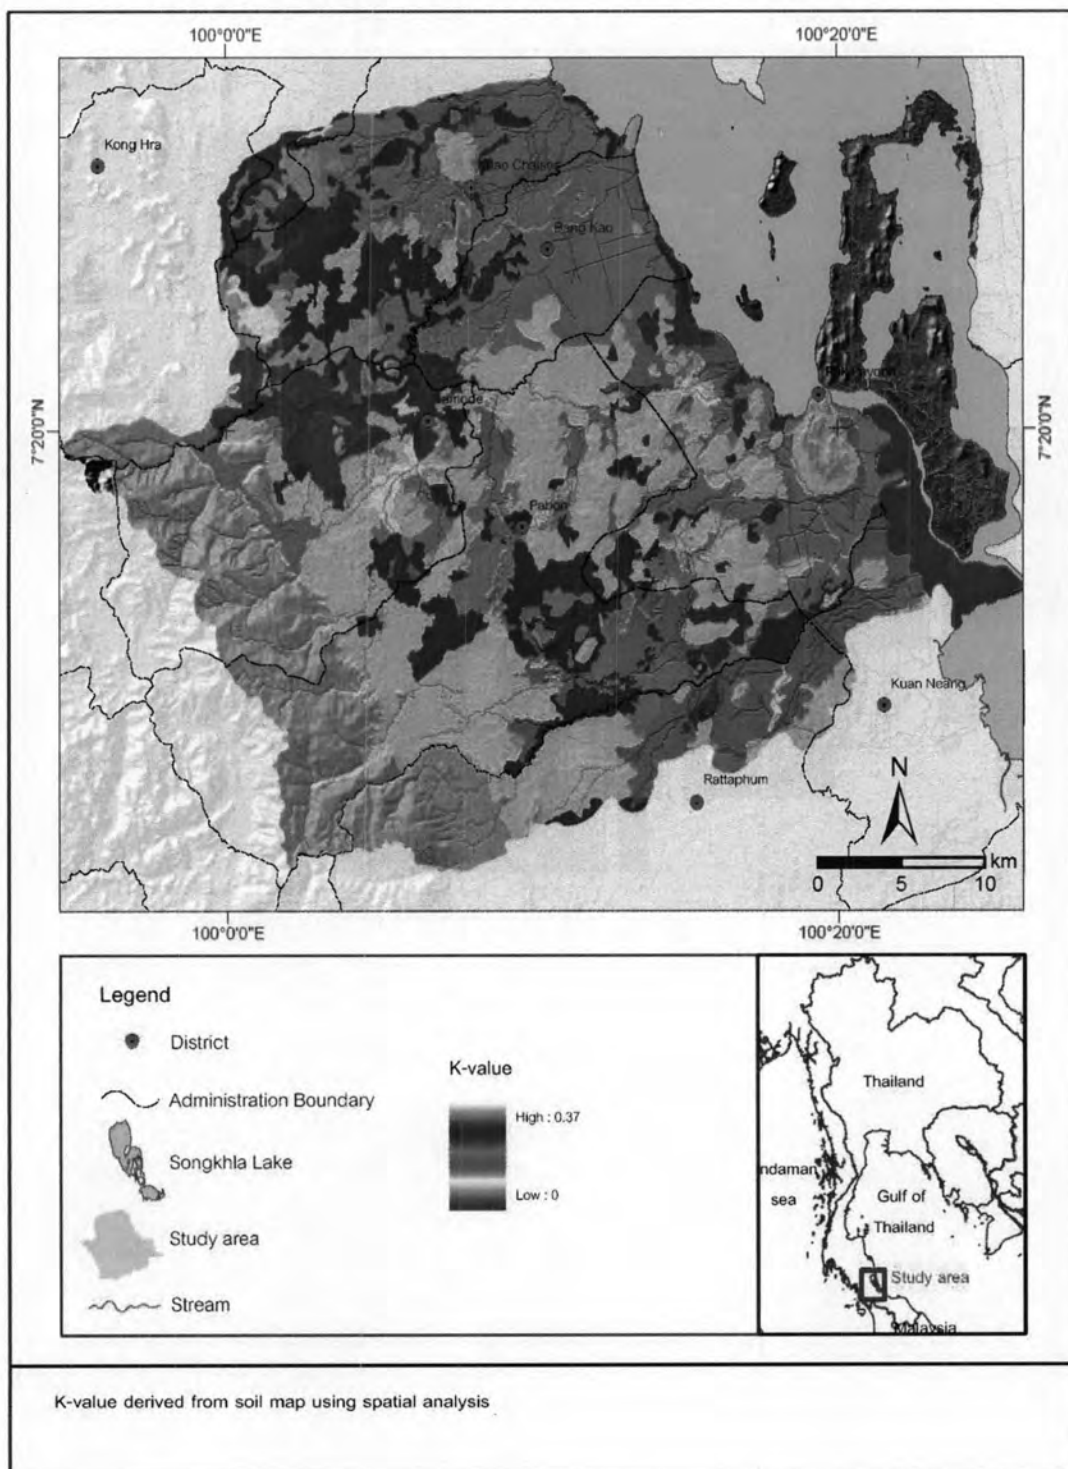 100°0'0"E
100°20'0"E
Kong Hra
Bang Kao
7°20'0"N
7°20'0"N
Pabon
Kuan Neang
Rattaphum
N
km
0 5 10
100°0'0"E
100°20'0"E
Legend
District
Administration Boundary
Songkhla Lake
Study area
Stream
K-value
High : 0.37
Low : 0
Thailand
ndaman
sea
Gulf of
Thailand
Study area
Malaysia
K-value derived from soil map using spatial analysis